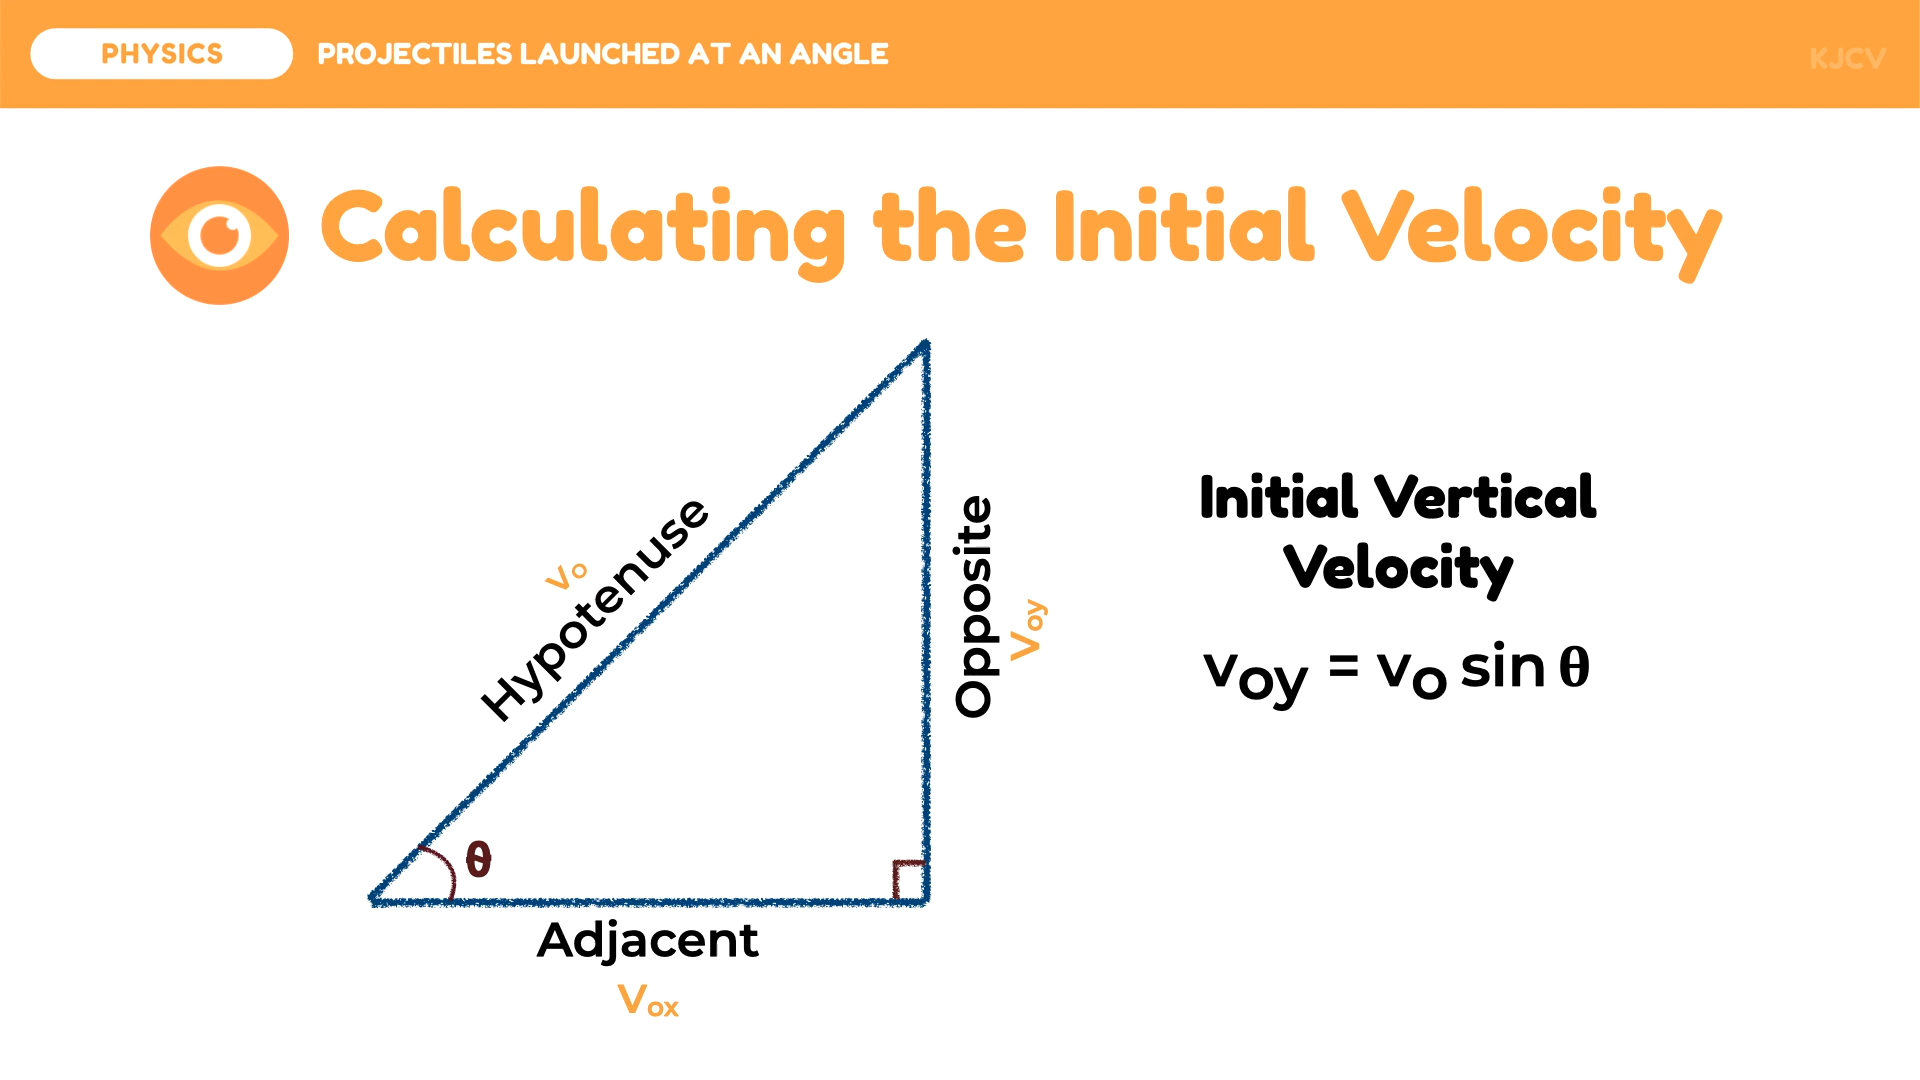 PHYSICS
PROJECTILES LAUNCHED AT AN ANGLE
KJCV
Calculating the Initial Velocity
vₒ
Hypotenuse
Opposite
vₒy
Initial Vertical
Velocity
vₒy = vₒ sin θ
θ
Adjacent
vₒₓ